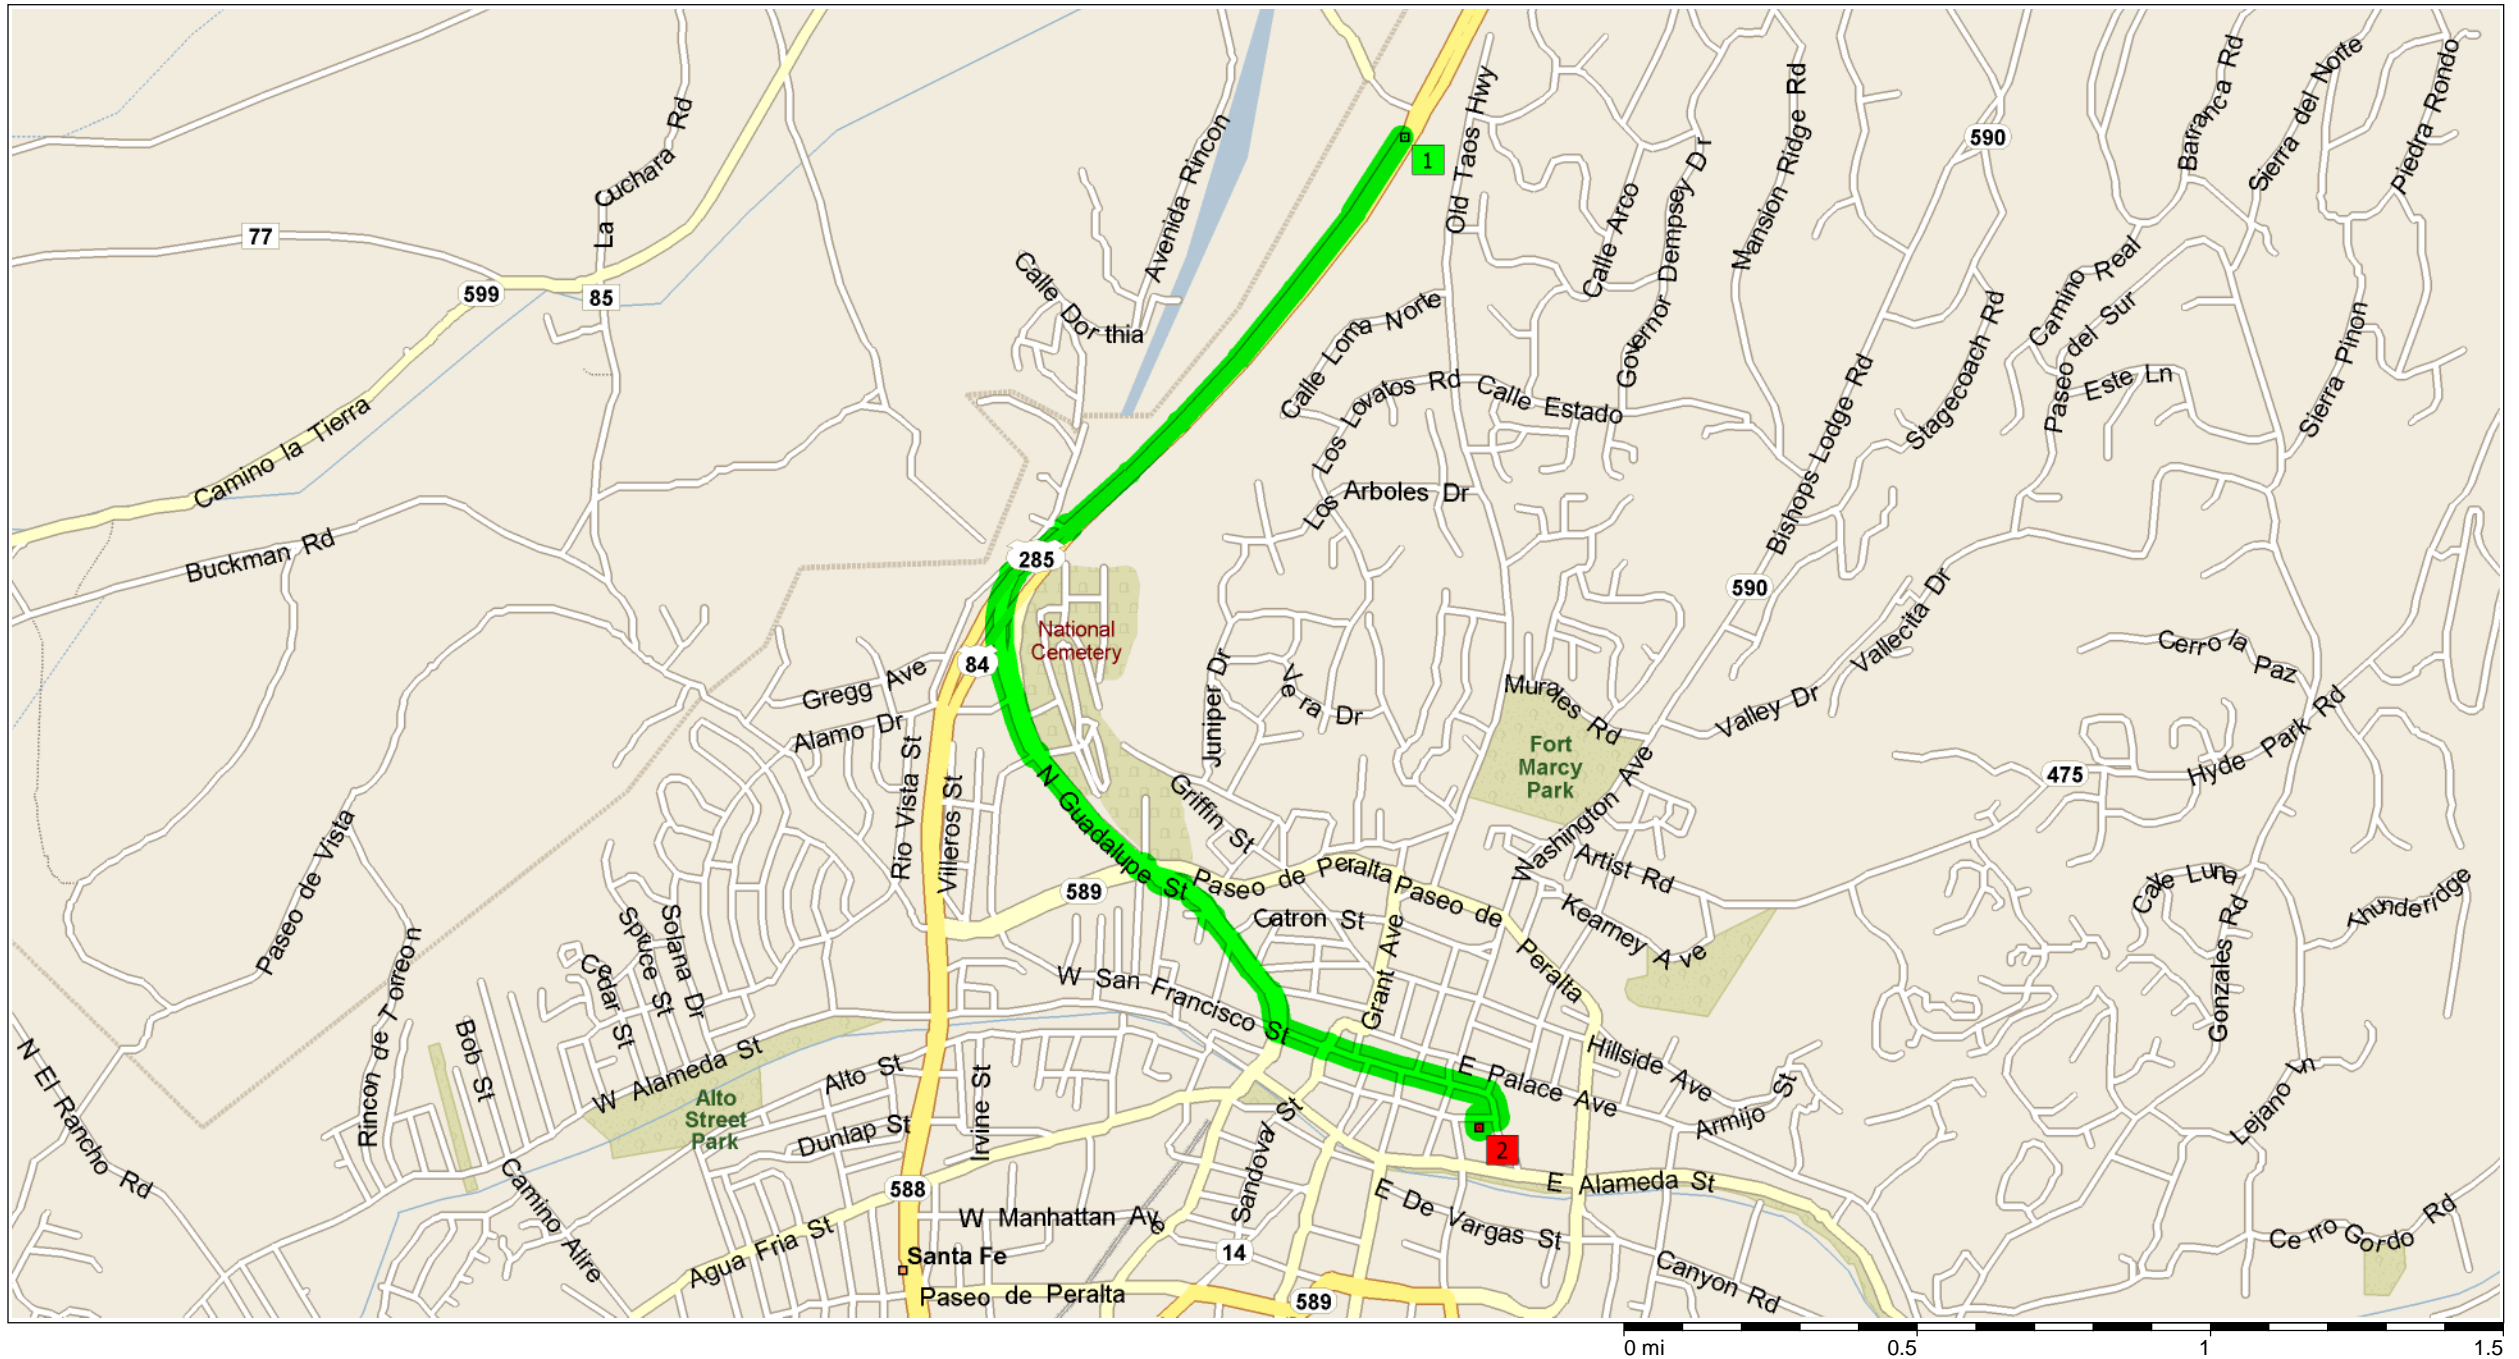 La Cuchara Rd
77
599
85
Camino la Tierra
Buckman Rd
Calle Dorthia
Avenida Rincon
1
Old Taos Hwy
Calle Arco
Governor Dempsey Dr
Mansion Ridge Rd
590
Barranca Rd
Sierra del Norte
Piedra Rondo
Camino Real
Paseo del Sur
Este Ln
Sierra Pinon
Stagecoach Rd
Bishops Lodge Rd
Calle Loma Norte
Los Lovatos Rd
Calle Estado
Los Arboles Dr
285
84
National
Cemetery
Gregg Ave
Alamo Dr
Rio Vista St
Villeros St
N Guadalupe St
Griffin St
Juniper Dr
Vera Dr
590
Vallecita Dr
Valley Dr
Murales Rd
Fort
Marcy
Park
Washington Ave
Artist Rd
Kearney Ave
Cerro la Paz
Hyde Park Rd
475
Calle Luna
Thunderidge
Gonzales Rd
Lejano Ln
Paseo de Vista
Rincon de Torreon
N El Rancho Rd
Bob St
Cedar St
Spruce St
Solana Dr
W Alameda St
Alto
Street
Park
Alto St
Dunlap St
Irvine St
589
Paseo de Peralta
Paseo de Peralta
Catron St
Grant Ave
W San Francisco St
E Palace Ave
Hillside Ave
Armijo St
2
E Alameda St
E De Vargas St
Canyon Rd
Cerro Gordo Rd
Sandoval St
14
588
W Manhattan Ave
Santa Fe
Agua Fria St
Camino Alire
Paseo de Peralta
589
0 mi
0.5
1
1.5